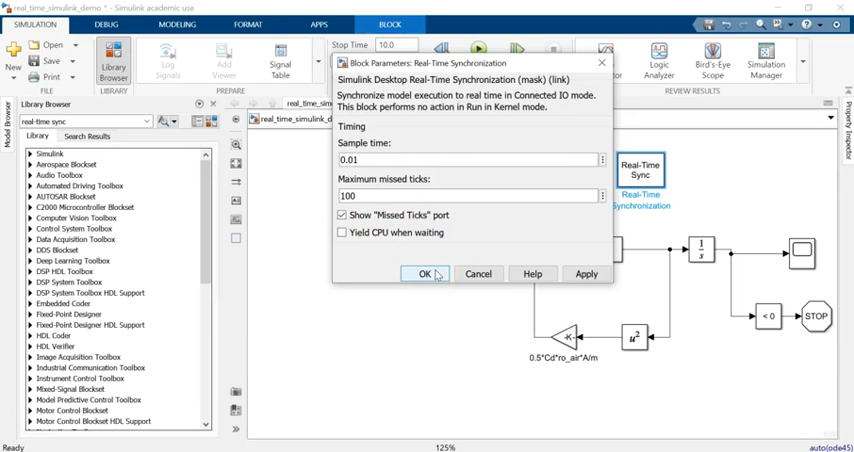 real_time_simulink_demo * - Simulink academic use
SIMULATION
DEBUG
MODELING
FORMAT
APPS
BLOCK
New
Open
Save
Print
FILE
Library
Browser
LIBRARY
Log
Signals
Add
Viewer
Signal
Table
PREPARE
Stop Time 10.0
Logic
Analyzer
Bird's-Eye
Scope
Simulation
Manager
REVIEW RESULTS
Model Browser
Library Browser
real-time sync
Library
Search Results
Simulink
Aerospace Blockset
Audio Toolbox
Automated Driving Toolbox
AUTOSAR Blockset
C2000 Microcontroller Blockset
Computer Vision Toolbox
Control System Toolbox
Data Acquisition Toolbox
DDS Blockset
Deep Learning Toolbox
DSP HDL Toolbox
DSP System Toolbox
DSP System Toolbox HDL Support
Embedded Coder
Fixed-Point Designer
Fixed-Point Designer HDL Support
HDL Coder
HDL Verifier
Image Acquisition Toolbox
Industrial Communication Toolbox
Instrument Control Toolbox
Mixed-Signal Blockset
Model Predictive Control Toolbox
Motor Control Blockset
Motor Control Blockset HDL Support
real_time_sim
real_time_simulink_d
Block Parameters: Real-Time Synchronization
Simulink Desktop Real-Time Synchronization (mask) (link)
Synchronize model execution to real time in Connected IO mode.
This block performs no action in Run in Kernel mode.
Timing
Sample time:
0.01
Maximum missed ticks:
100
Show "Missed Ticks" port
Yield CPU when waiting
OK
Cancel
Help
Apply
Real-Time
Sync
Real-Time
Synchronization
1
s
< 0
STOP
-K-
u²
0.5*Cd*ro_air*A/m
Property Inspector
Ready
125%
auto(ode45)